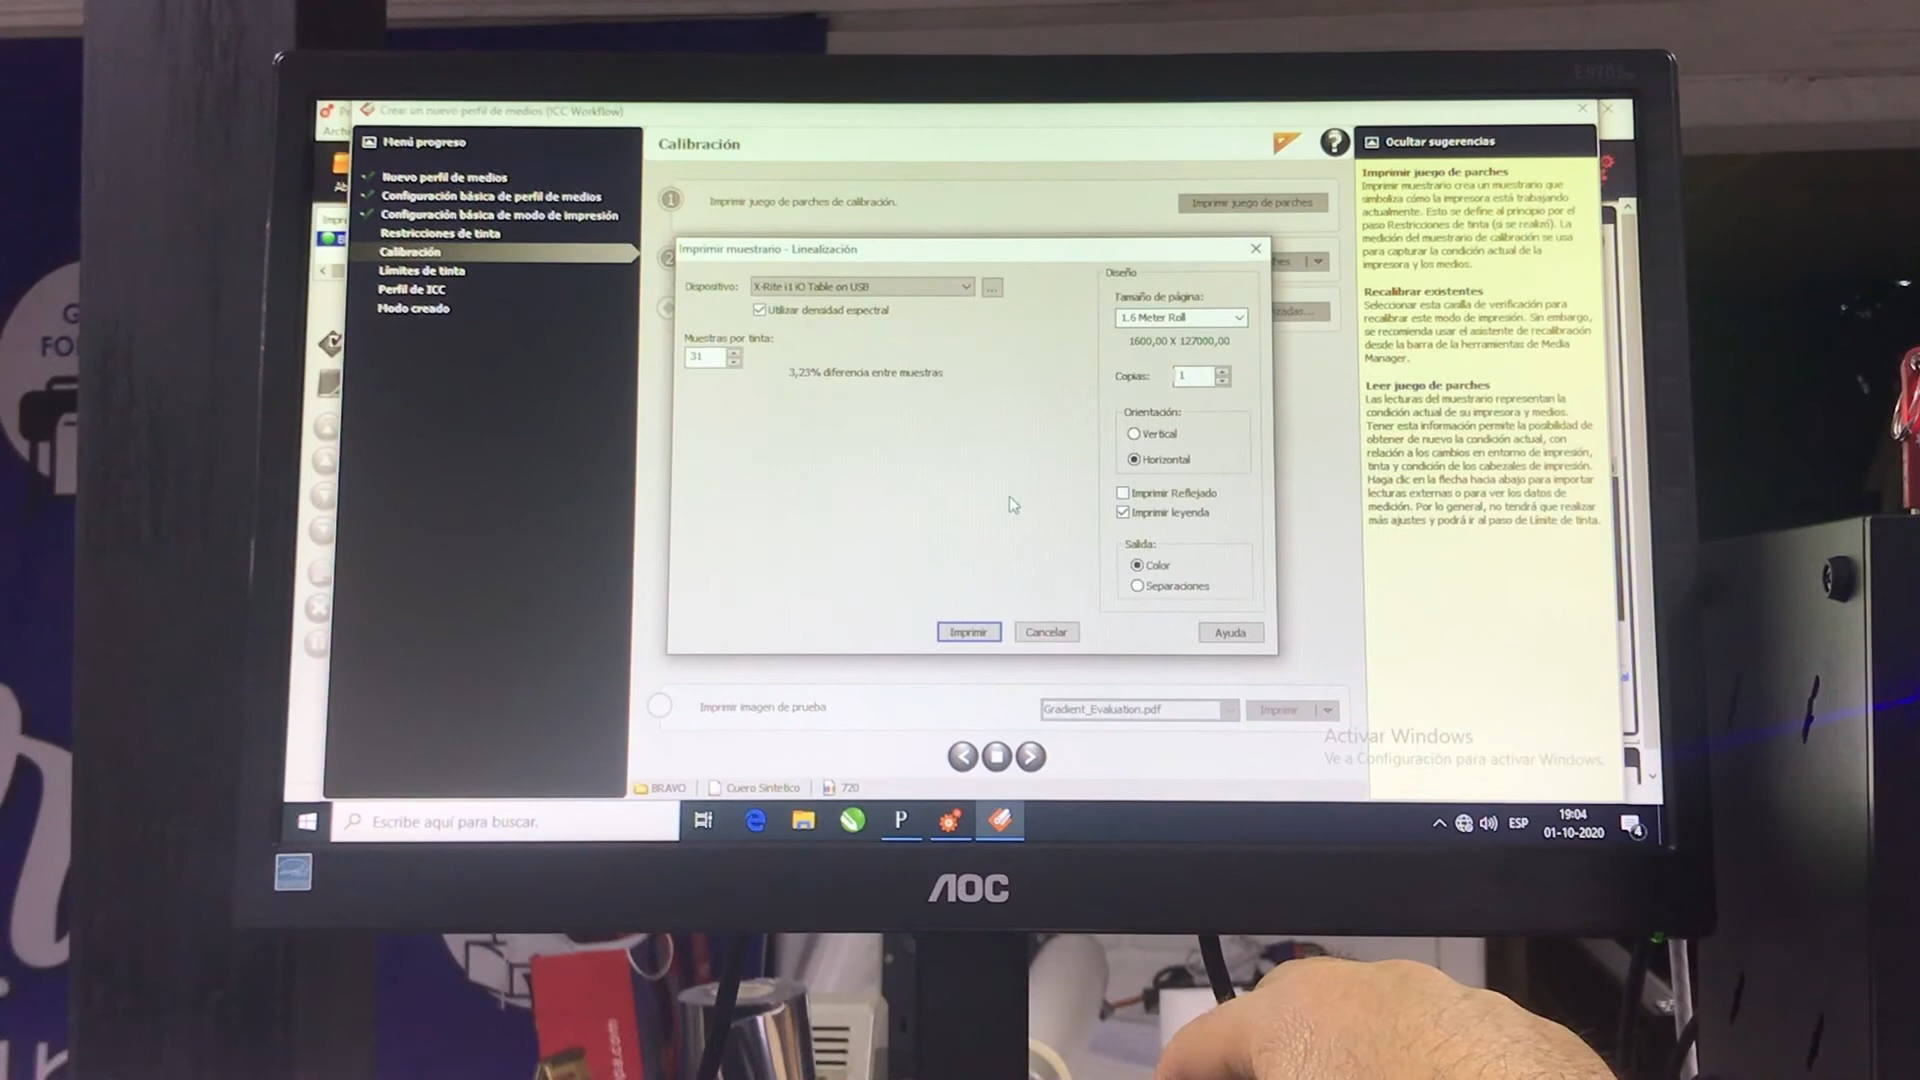 E970Sw
Crear un nuevo perfil de medios (ICC Workflow)
Menú progreso
Nuevo perfil de medios
Configuración básica de perfil de medios
Configuración básica de modo de impresión
Restricciones de tinta
Calibración
Límites de tinta
Perfil de ICC
Modo creado
Calibración
1
Imprimir juego de parches de calibración.
Imprimir juego de parches
2
Imprimir muestrario - Linealización
Dispositivo:
X-Rite i1 iO Table on USB
...
Utilizar densidad espectral
Muestras por tinta:
31
3,23% diferencia entre muestras
Diseño
Tamaño de página:
1.6 Meter Roll
1600,00 X 127000,00
Copias:
1
Orientación:
Vertical
Horizontal
Imprimir Reflejado
Imprimir leyenda
Salida:
Color
Separaciones
Imprimir
Cancelar
Ayuda
Imprimir imagen de prueba
Gradient_Evaluation.pdf
Imprimir
BRAVO
Cuero Sintetico
720
Ocultar sugerencias
Imprimir juego de parches
Imprimir muestrario crea un muestrario que
simboliza cómo la impresora está trabajando
actualmente. Esto se define al principio por el
paso Restricciones de tinta (si se realizó). La
medición del muestrario de calibración se usa
para capturar la condición actual de la
impresora y los medios.
Recalibrar existentes
Seleccionar esta casilla de verificación para
recalibrar este modo de impresión. Sin embargo,
se recomienda usar el asistente de recalibración
desde la barra de la herramientas de Media
Manager.
Leer juego de parches
Las lecturas del muestrario representan la
condición actual de su impresora y medios.
Tener esta información permite la posibilidad de
obtener de nuevo la condición actual, con
relación a los cambios en entorno de impresión,
tinta y condición de los cabezales de impresión.
Haga clic en la flecha hacia abajo para importar
lecturas externas o para ver los datos de
medición. Por lo general, no tendrá que realizar
más ajustes y podrá ir al paso de Límite de tinta.
Activar Windows
Ve a Configuración para activar Windows.
Escribe aquí para buscar.
P
ESP
19:04
01-10-2020
4
AOC